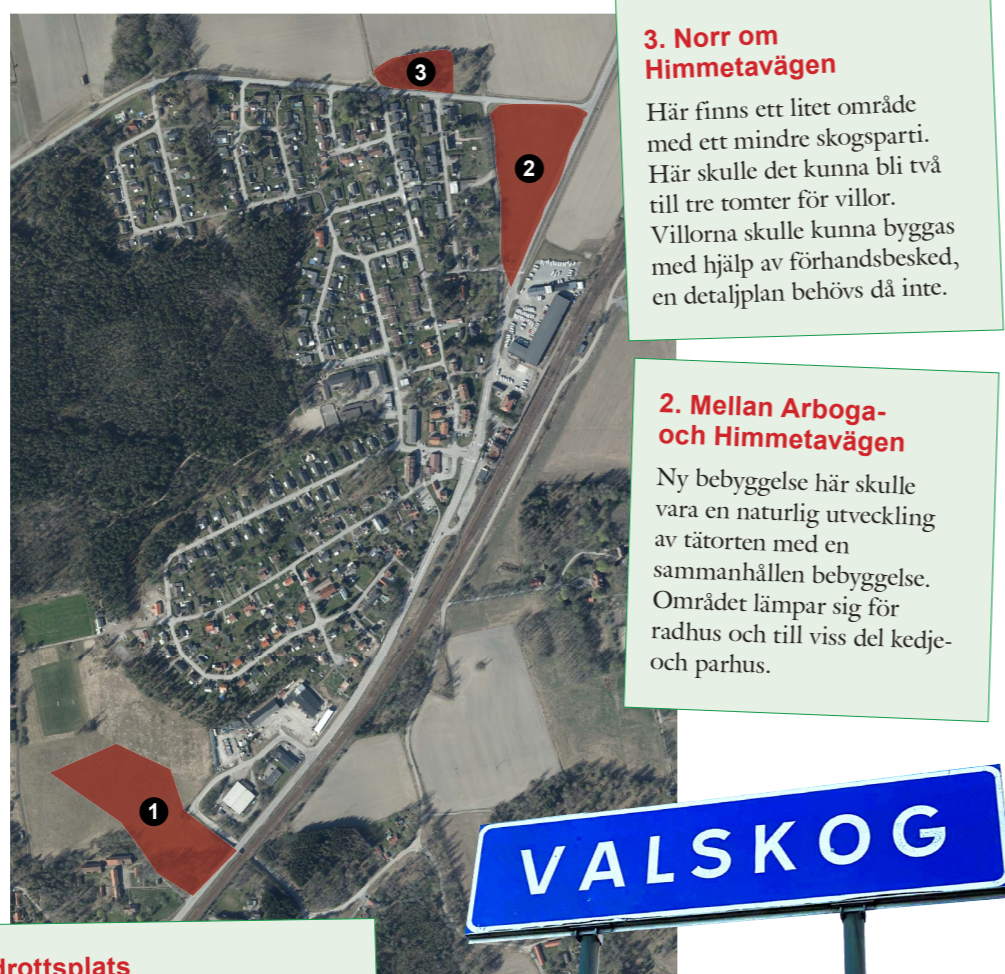 3. Norr om
Himmetavägen
Här finns ett litet område
med ett mindre skogsparti.
Här skulle det kunna bli två
till tre tomter för villor.
Villorna skulle kunna byggas
med hjälp av förhandsbesked,
en detaljplan behövs då inte.
3
2
2. Mellan Arboga-
och Himmetavägen
Ny bebyggelse här skulle
vara en naturlig utveckling
av tätorten med en
sammanhållen bebyggelse.
Området lämpar sig för
radhus och till viss del kedje-
och parhus.
1
VALSKOG